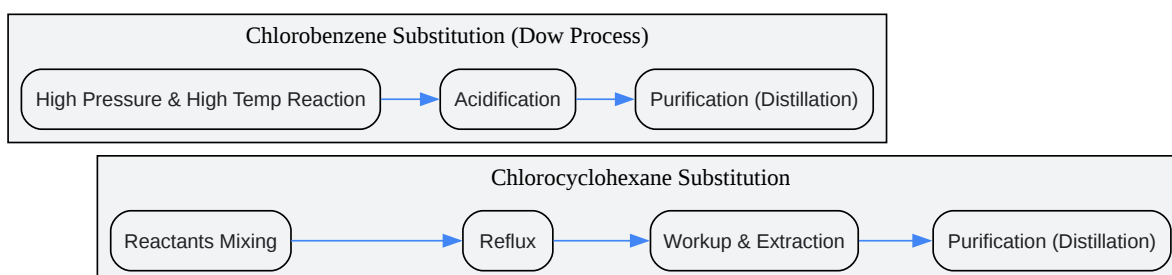 Chlorobenzene Substitution (Dow Process)
High Pressure & High Temp Reaction
Acidification
Purification (Distillation)
Chlorocyclohexane Substitution
Reactants Mixing
Reflux
Workup & Extraction
Purification (Distillation)